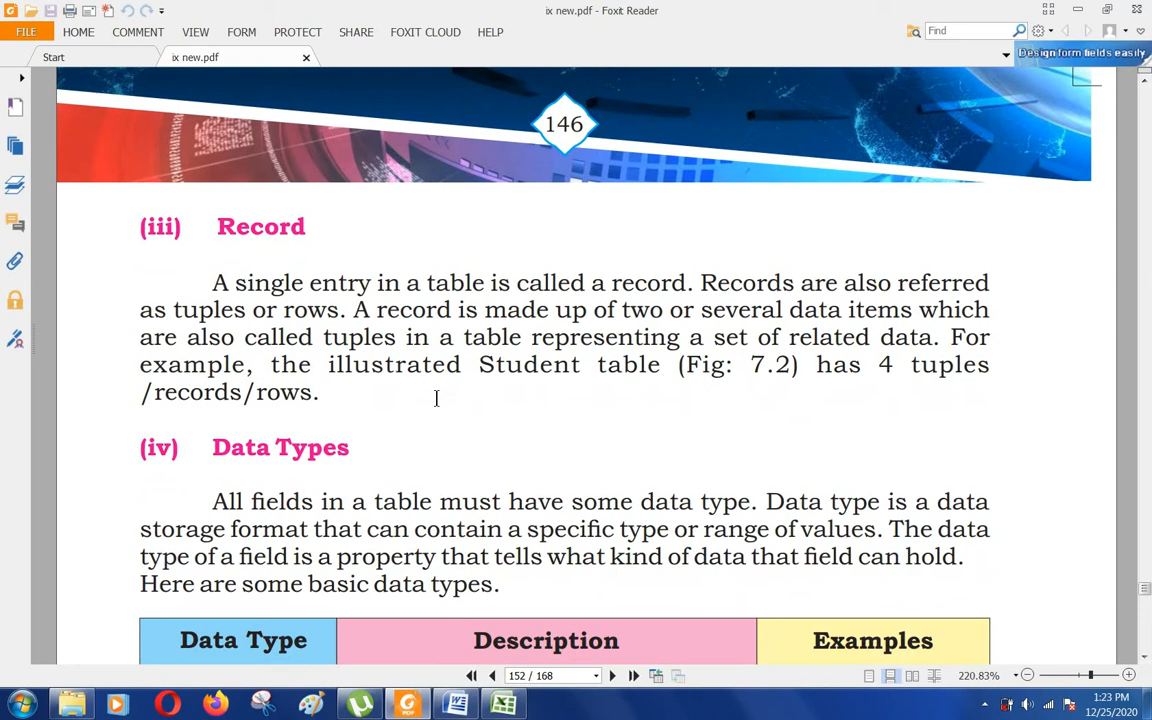 ix new.pdf - Foxit Reader
FILE HOME COMMENT VIEW FORM PROTECT SHARE FOXIT CLOUD HELP
Find
Start
ix new.pdf
Design form fields easily
146
(iii) Record
A single entry in a table is called a record. Records are also referred
as tuples or rows. A record is made up of two or several data items which
are also called tuples in a table representing a set of related data. For
example, the illustrated Student table (Fig: 7.2) has 4 tuples
/records/rows.
(iv) Data Types
All fields in a table must have some data type. Data type is a data
storage format that can contain a specific type or range of values. The data
type of a field is a property that tells what kind of data that field can hold.
Here are some basic data types.
Data Type Description Examples
152 / 168
220.83%
1:23 PM
12/25/2020